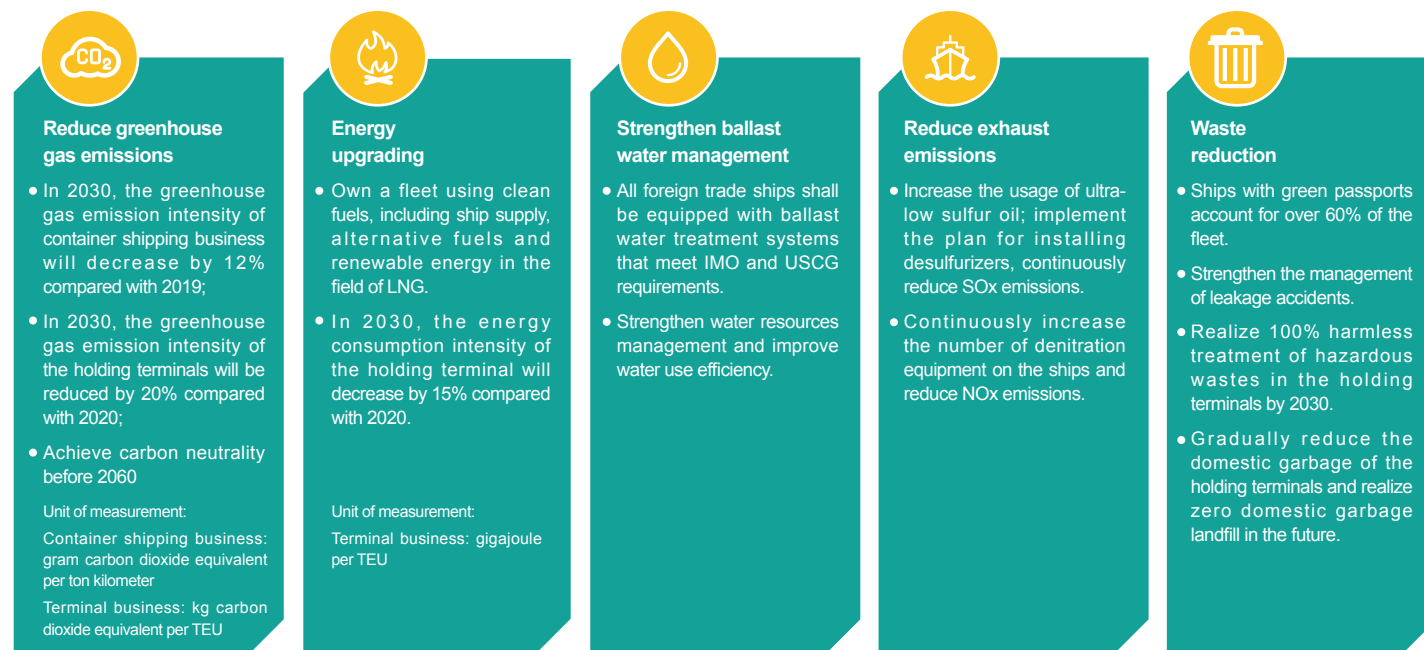 CO2
Reduce greenhouse
gas emissions
• In 2030, the greenhouse
gas emission intensity of
container shipping business
will decrease by 12%
compared with 2019;
• In 2030, the greenhouse
gas emission intensity of
the holding terminals will be
reduced by 20% compared
with 2020;
• Achieve carbon neutrality
before 2060
Unit of measurement:
Container shipping business:
gram carbon dioxide equivalent
per ton kilometer
Terminal business: kg carbon
dioxide equivalent per TEU
Energy
upgrading
• Own a fleet using clean
fuels, including ship supply,
alternative fuels and
renewable energy in the
field of LNG.
• In 2030, the energy
consumption intensity of
the holding terminal will
decrease by 15% compared
with 2020.
Unit of measurement:
Terminal business: gigajoule
per TEU
Strengthen ballast
water management
• All foreign trade ships shall
be equipped with ballast
water treatment systems
that meet IMO and USCG
requirements.
• Strengthen water resources
management and improve
water use efficiency.
Reduce exhaust
emissions
• Increase the usage of ultra-
low sulfur oil; implement
the plan for installing
desulfurizers, continuously
reduce SOx emissions.
• Continuously increase
the number of denitration
equipment on the ships and
reduce NOx emissions.
Waste
reduction
• Ships with green passports
account for over 60% of the
fleet.
• Strengthen the management
of leakage accidents.
• Realize 100% harmless
treatment of hazardous
wastes in the holding
terminals by 2030.
• Gradually reduce the
domestic garbage of the
holding terminals and realize
zero domestic garbage
landfill in the future.